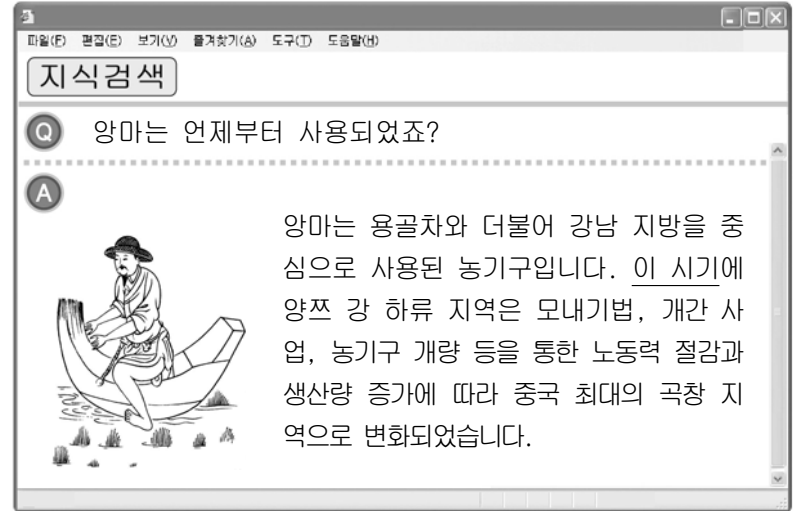 파일(F) 편집(E) 보기(V) 즐겨찾기(A) 도구(T) 도움말(H)
지식검색
Q 앙마는 언제부터 사용되었죠?
A
앙마는 용골차와 더불어 강남 지방을 중
심으로 사용된 농기구입니다. 이 시기에
양쯔 강 하류 지역은 모내기법, 개간 사
업, 농기구 개량 등을 통한 노동력 절감과
생산량 증가에 따라 중국 최대의 곡창 지
역으로 변화되었습니다.